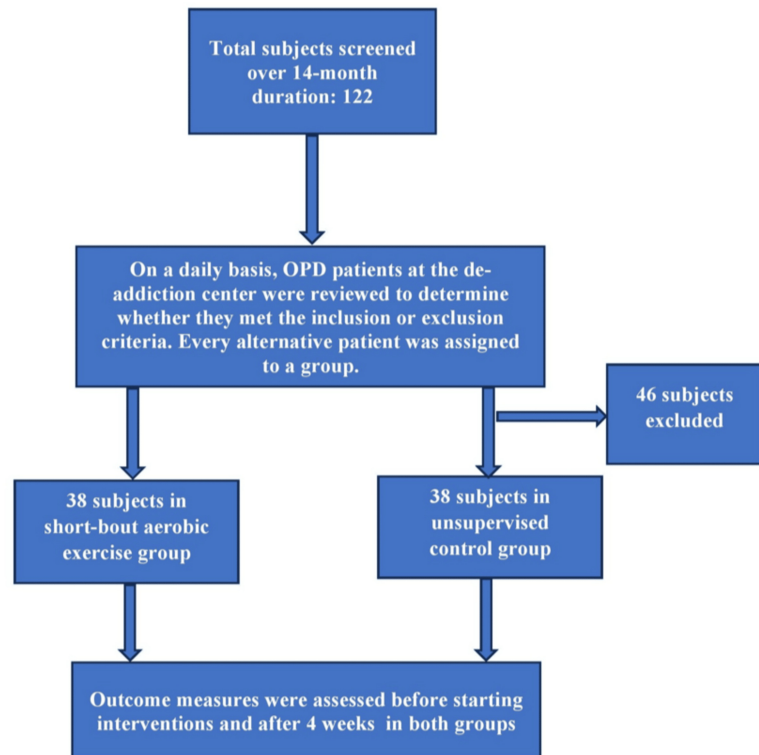 Total subjects screened
over 14-month
duration: 122
On a daily basis, OPD patients at the de-
addiction center were reviewed to determine
whether they met the inclusion or exclusion
criteria. Every alternative patient was assigned
to a group.
46 subjects
excluded
38 subjects in
short-bout aerobic
exercise group
38 subjects in
unsupervised
control group
Outcome measures were assessed before starting
interventions and after 4 weeks in both groups